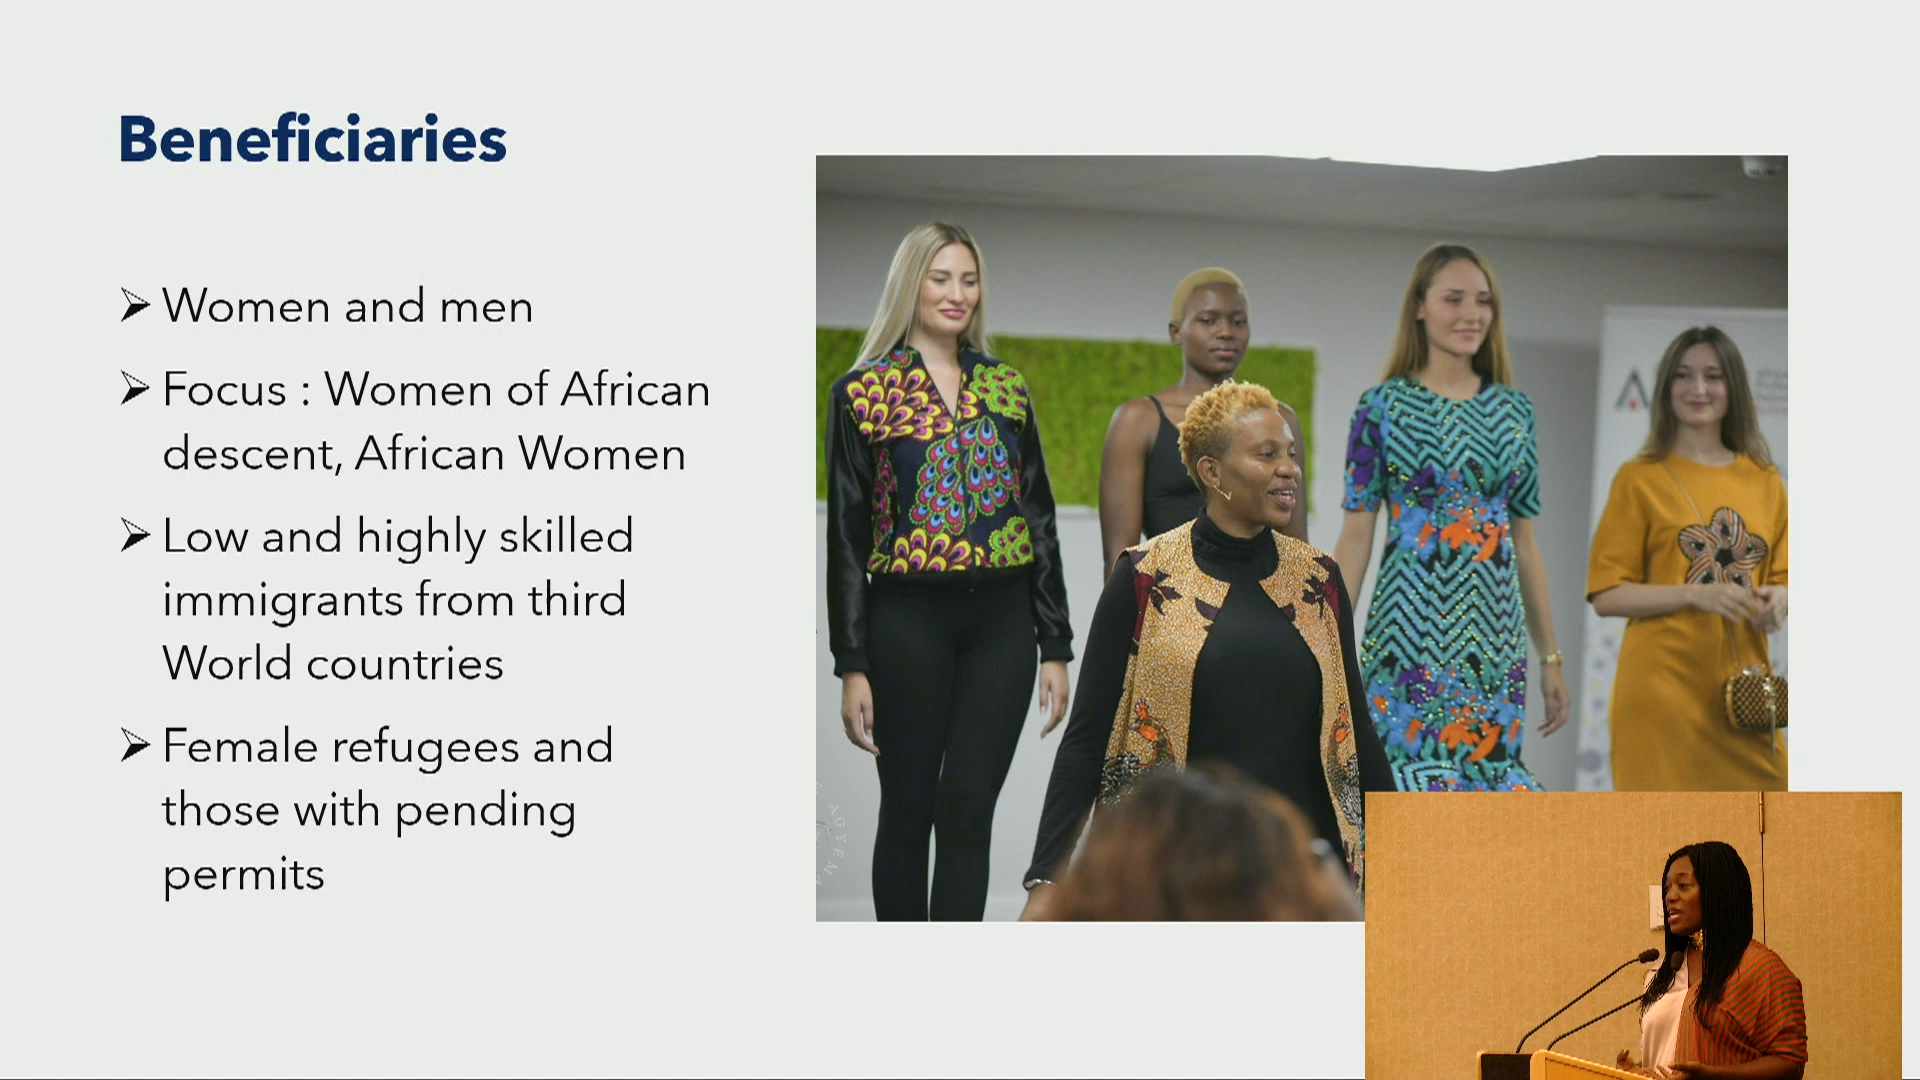 Beneficiaries
➢ Women and men
➢ Focus : Women of African
descent, African Women
➢ Low and highly skilled
immigrants from third
World countries
➢ Female refugees and
those with pending
permits